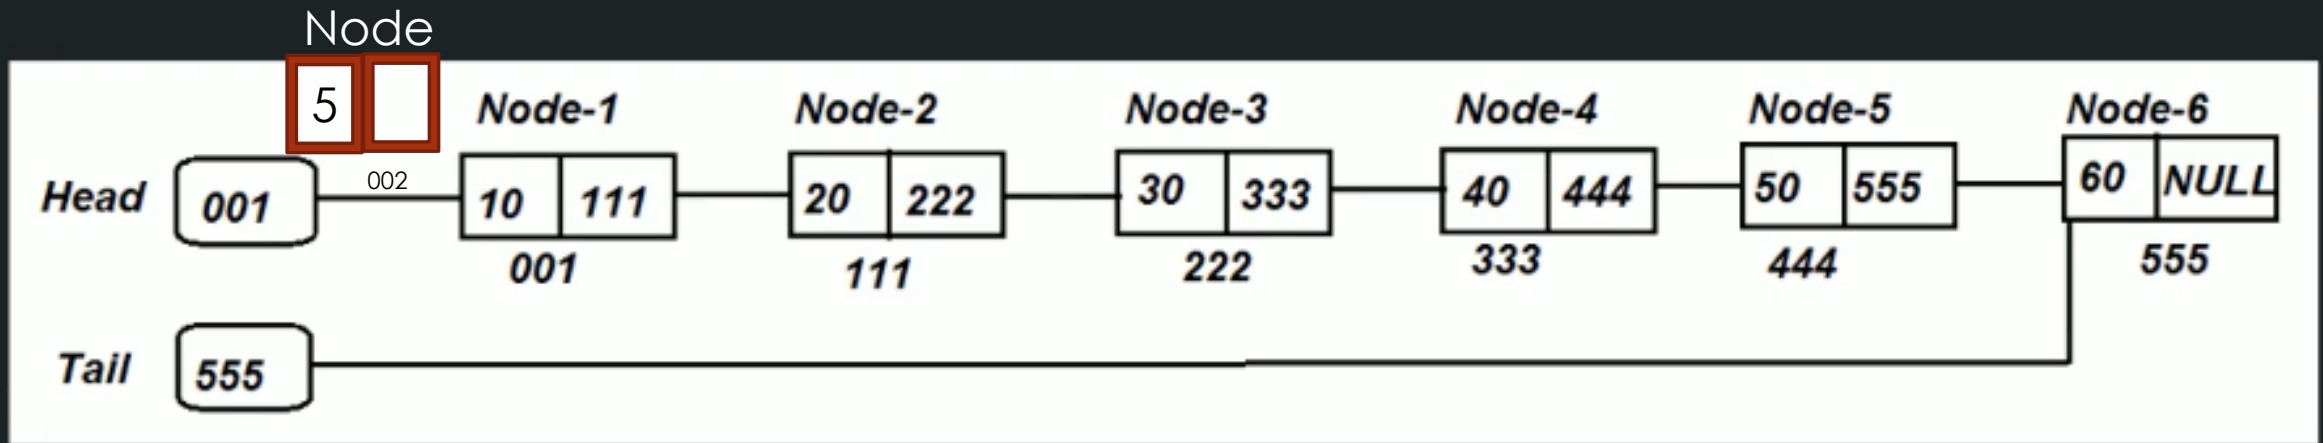 Node
5
Node-1 Node-2 Node-3 Node-4 Node-5 Node-6
Head 001 002 10 111 20 222 30 333 40 444 50 555 60 NULL
001 111 222 333 444 555
Tail 555